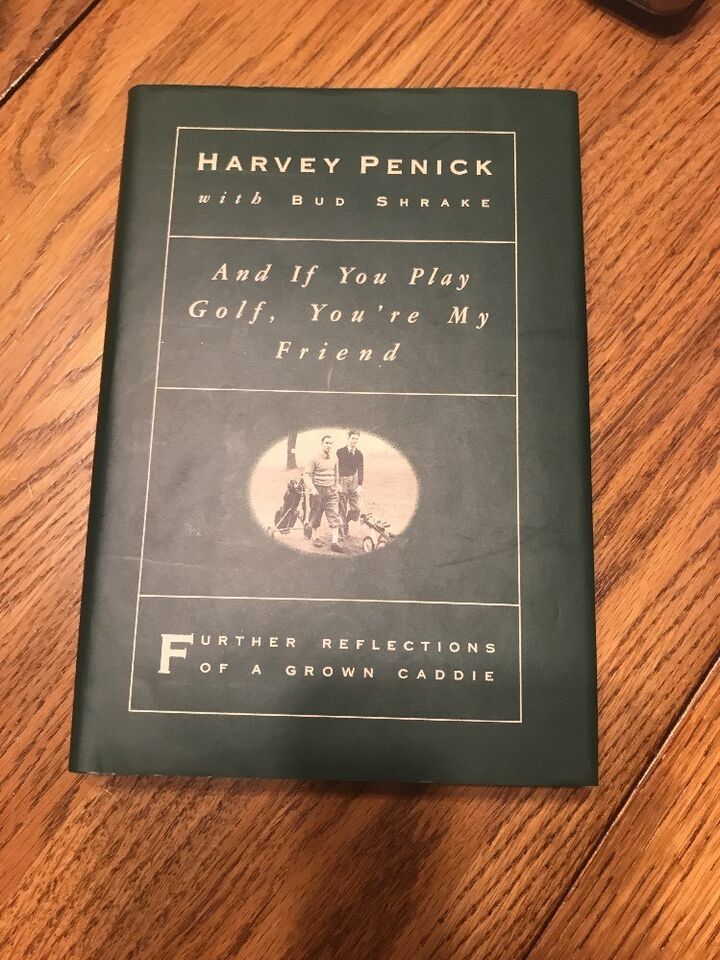 HARVEY PENICK
with BUD SHRAKE
And If You Play
Golf, You're My
Friend
FURTHER REFLECTIONS
OF A GROWN CADDIE